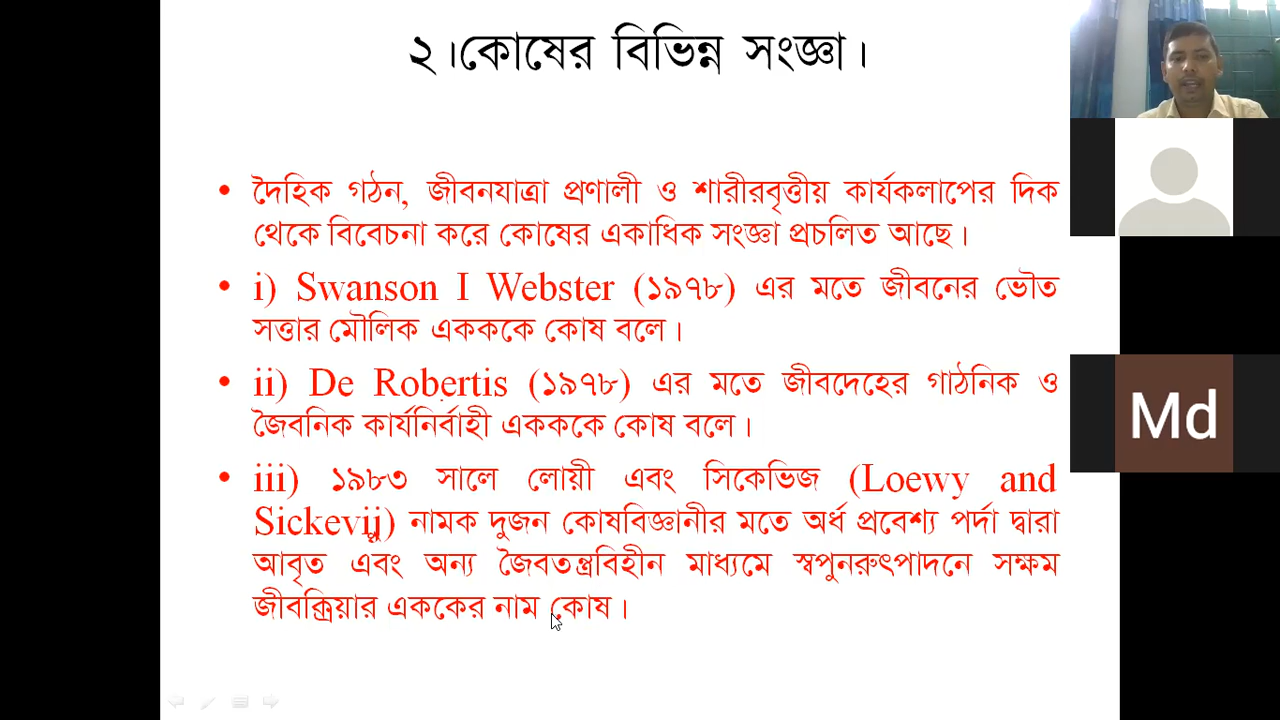 ২।কোষের বিভিন্ন সংজ্ঞা।
• দৈহিক গঠন, জীবনযাত্রা প্রণালী ও শারীরবৃত্তীয় কার্যকলাপের দিক
থেকে বিবেচনা করে কোষের একাধিক সংজ্ঞা প্রচলিত আছে।
• i) Swanson I Webster (১৯৭৮) এর মতে জীবনের ভৌত
সত্তার মৌলিক একককে কোষ বলে।
• ii) De Robertis (১৯৭৮) এর মতে জীবদেহের গাঠনিক ও
জৈবনিক কার্যনির্বাহী একককে কোষ বলে।
• iii) ১৯৮৩ সালে লোয়ী এবং সিকেভিজ (Loewy and
Sickevij) নামক দুজন কোষবিজ্ঞানীর মতে অর্ধ প্রবেশ্য পর্দা দ্বারা
আবৃত এবং অন্য জৈবতন্ত্রবিহীন মাধ্যমে স্বপুনরুৎপাদনে সক্ষম
জীবক্রিয়ার এককের নাম কোষ।
Md